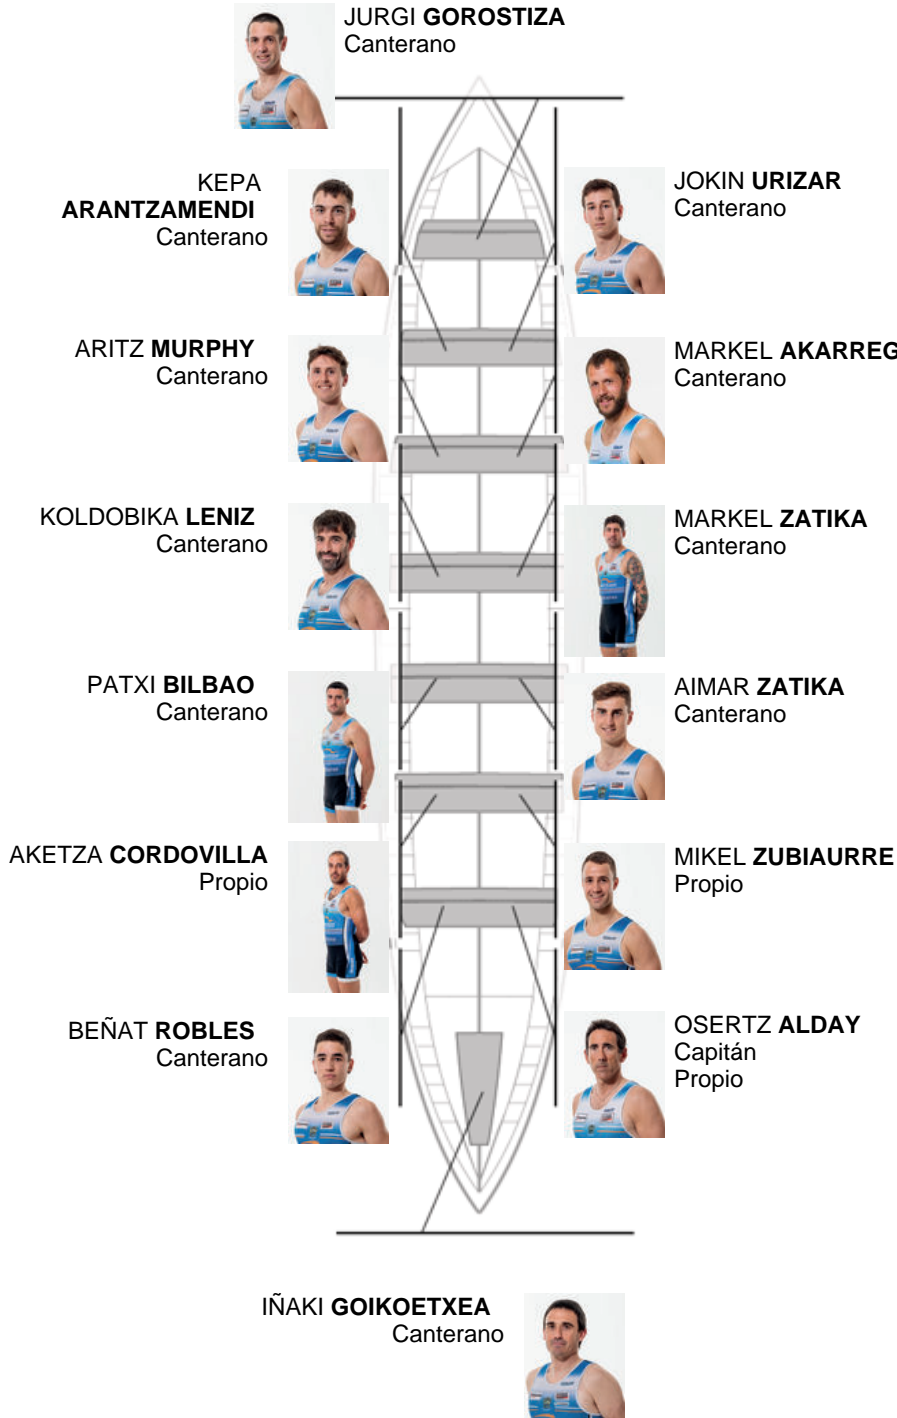 JURGI GOROSTIZA
Canterano
KEPA
ARANTZAMENDI
Canterano
JOKIN URIZAR
Canterano
ARITZ MURPHY
Canterano
MARKEL AKARREG
Canterano
KOLDOBIKA LENIZ
Canterano
MARKEL ZATIKA
Canterano
PATXI BILBAO
Canterano
AIMAR ZATIKA
Canterano
AKETZA CORDOVILLA
Propio
MIKEL ZUBIAURRE
Propio
BEÑAT ROBLES
Canterano
OSERTZ ALDAY
Capitán
Propio
IÑAKI GOIKOETXEA
Canterano